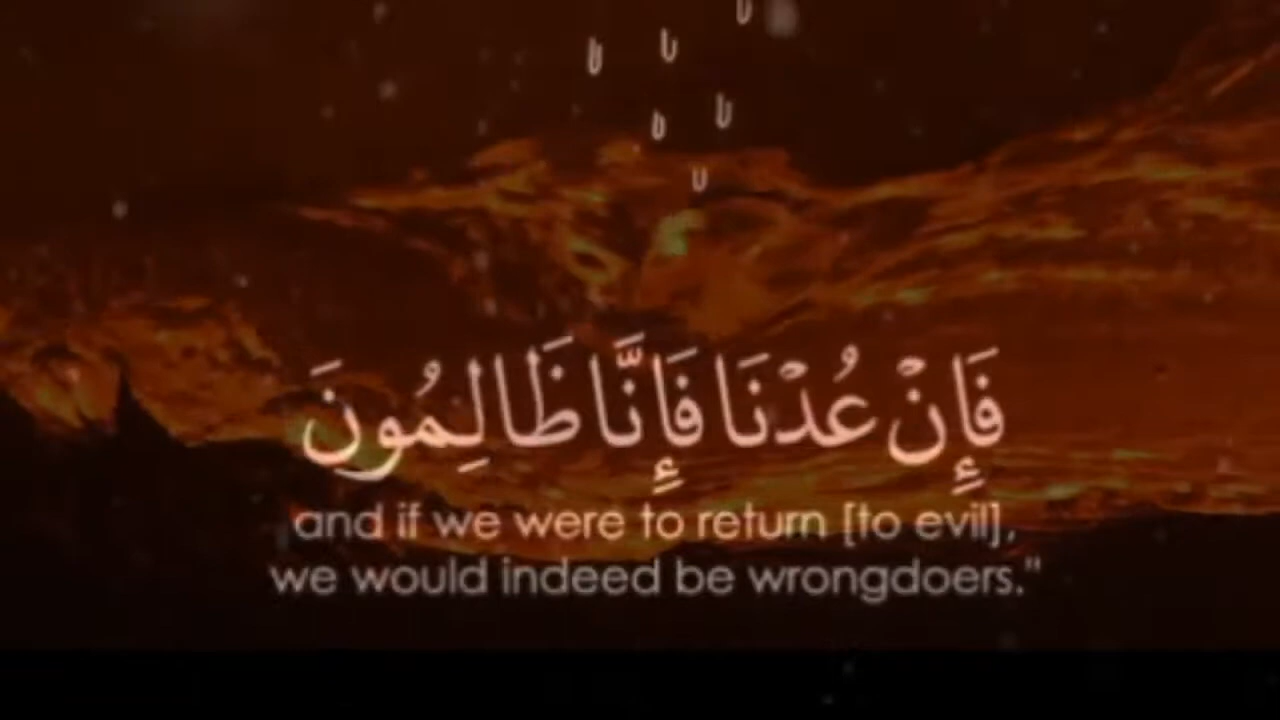 فَإِنْ عُدْنَا فَإِنَّا ظَالِمُونَ
and if we were to return [to evil],
we would indeed be wrongdoers."